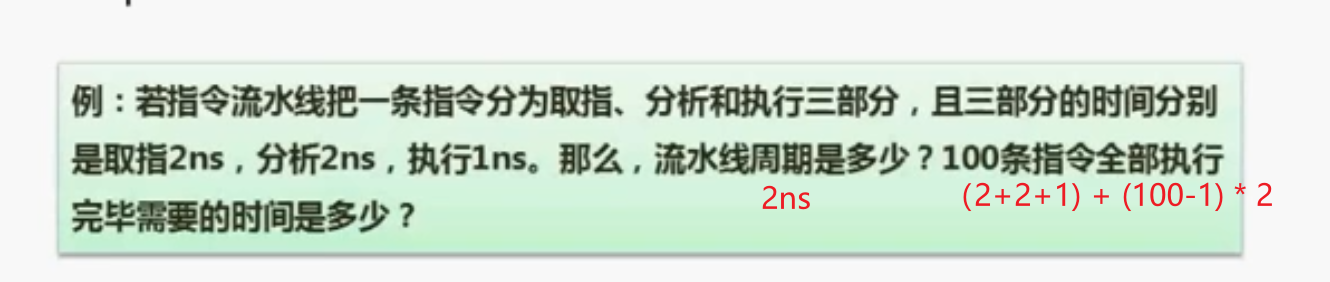 例：若指令流水线把一条指令分为取指、分析和执行三部分，且三部分的时间分别
是取指2ns，分析2ns，执行1ns。那么，流水线周期是多少？100条指令全部执行
2ns (2+2+1) + (100-1) * 2
完毕需要的时间是多少？